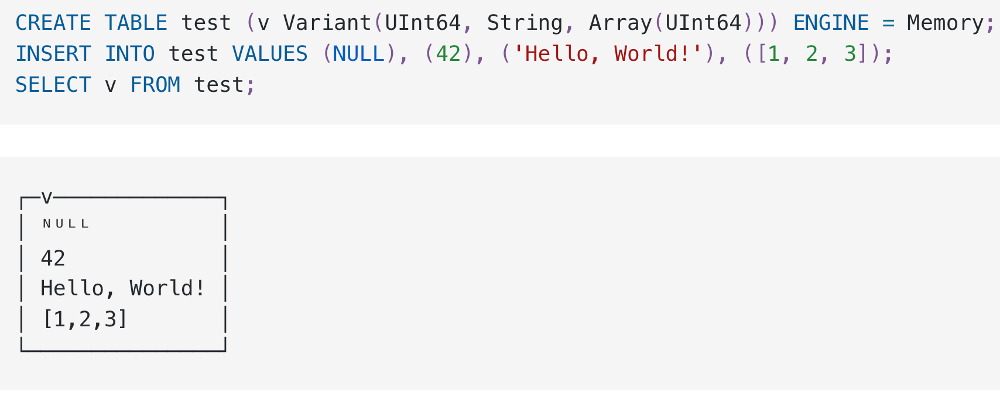 CREATE TABLE test (v Variant(UInt64, String, Array(UInt64))) ENGINE = Memory;
INSERT INTO test VALUES (NULL), (42), ('Hello, World!'), ([1, 2, 3]);
SELECT v FROM test;
┌─v─────────────┐
│ ᴺᵁᴸᴸ          │
│ 42            │
│ Hello, World! │
│ [1,2,3]       │
└───────────────┘